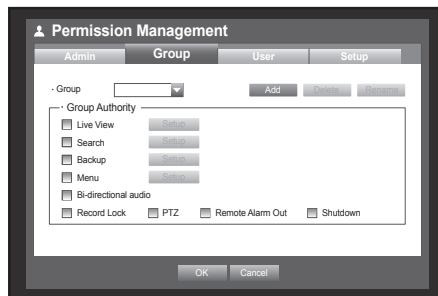 Permission Management
Admin Group User Setup
· Group Add Delete Rename
· Group Authority
Live View Setup
Search Setup
Backup Setup
Menu Setup
Bi-directional audio
Record Lock PTZ Remote Alarm Out Shutdown
OK Cancel